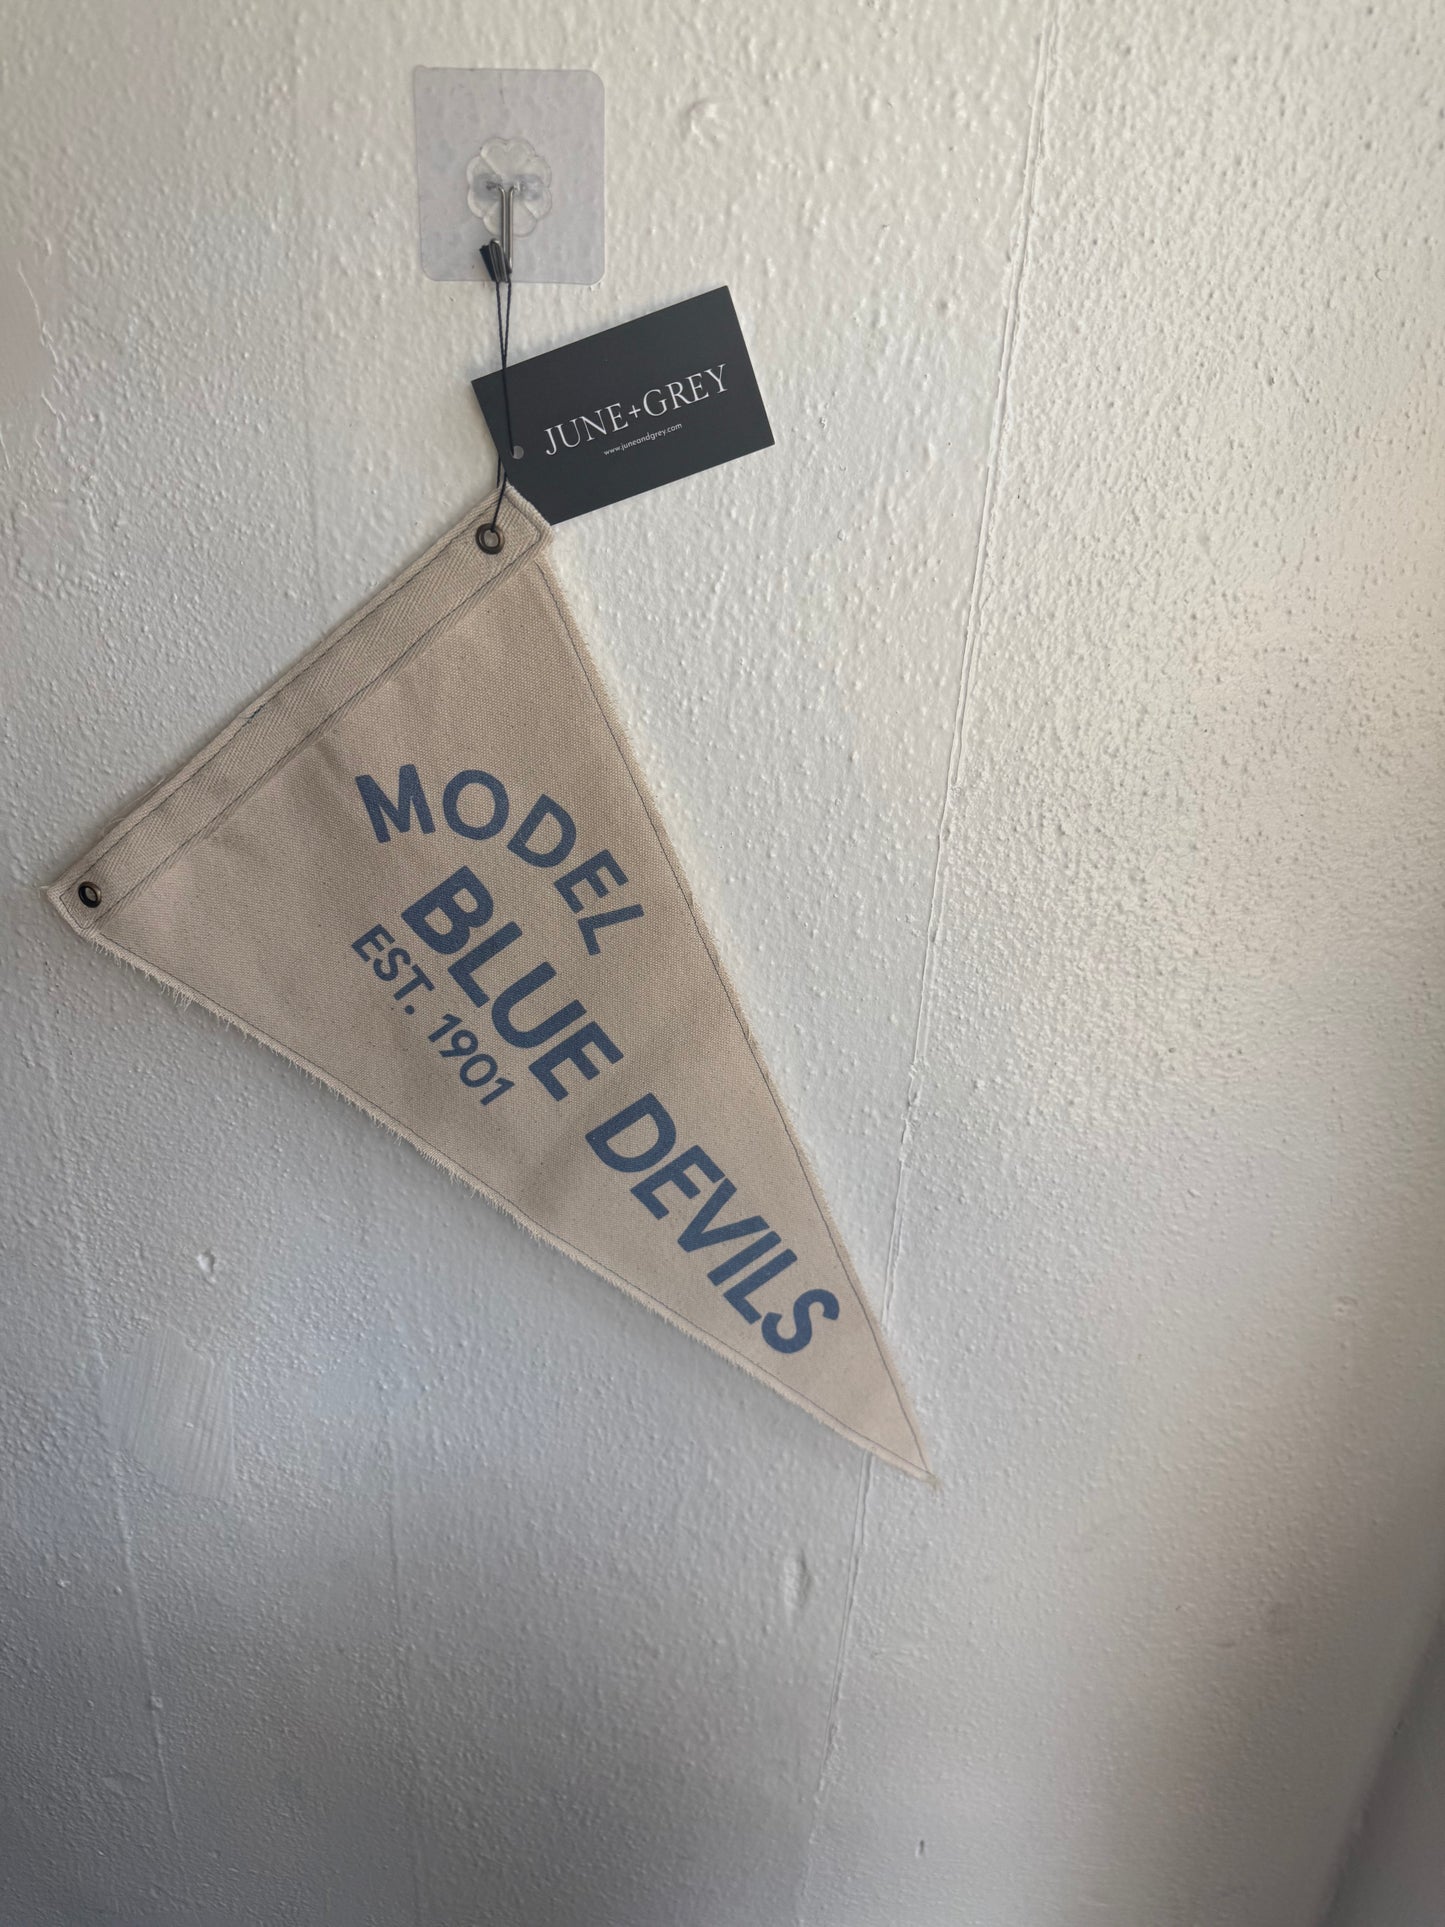 JUNE+GREY
www.juneandgrey.com
MODEL
BLUE DEVILS
EST. 1901